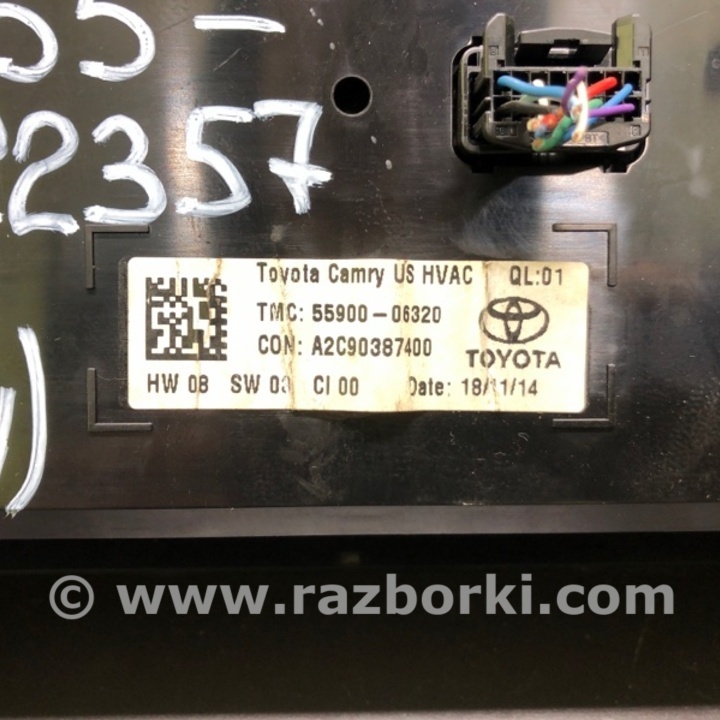 55-
22357
Toyota Camry US HVAC QL:01
TMC: 55900-06320
CON: A2C90387400
TOYOTA
HW 08 SW 03 CI 00 Date: 18/11/14
© www.razborki.com